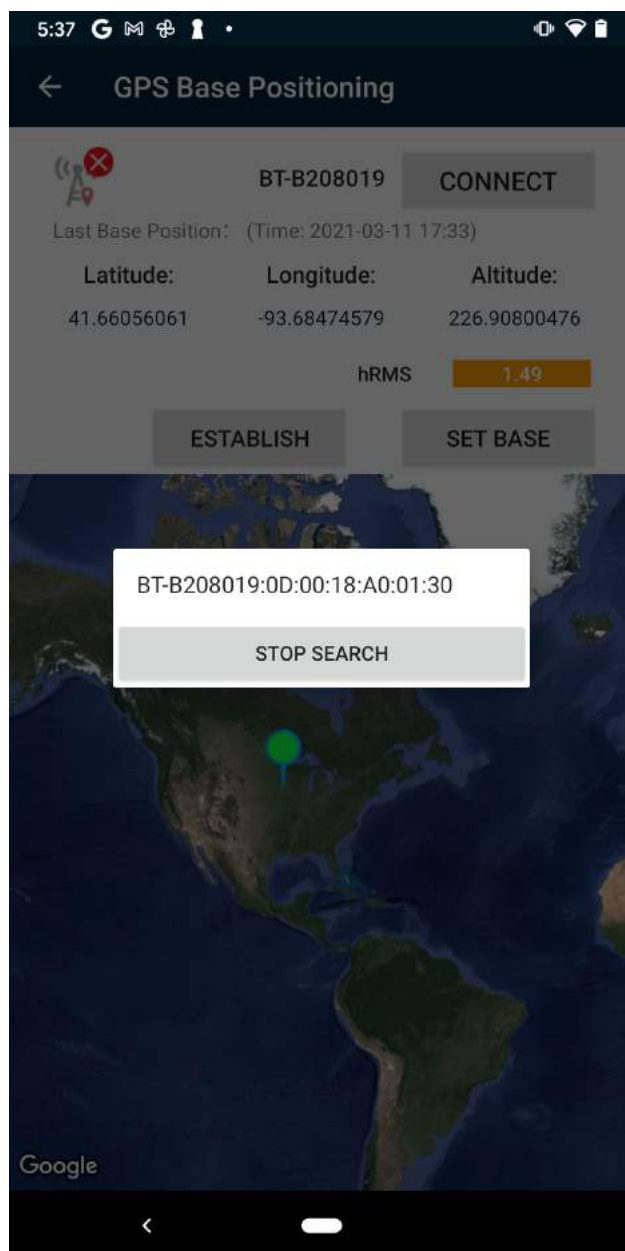 5:37
GPS Base Positioning
BT-B208019 CONNECT
Last Base Position: (Time: 2021-03-11 17:33)
Latitude: Longitude: Altitude:
41.66056061 -93.68474579 226.90800476
hRMS 1.49
ESTABLISH SET BASE
BT-B208019:0D:00:18:A0:01:30
STOP SEARCH
Google